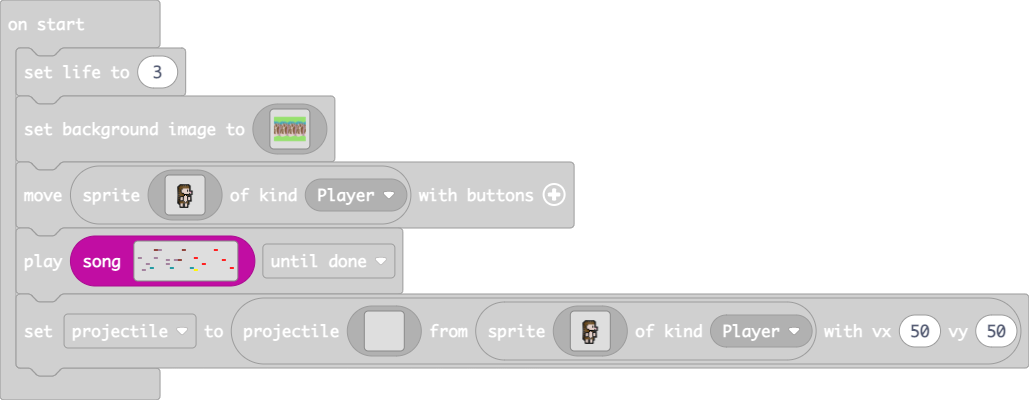 on start
set life to 3
set background image to
move sprite of kind Player with buttons
play song until done
set projectile to projectile from sprite of kind Player with vx 50 vy 50